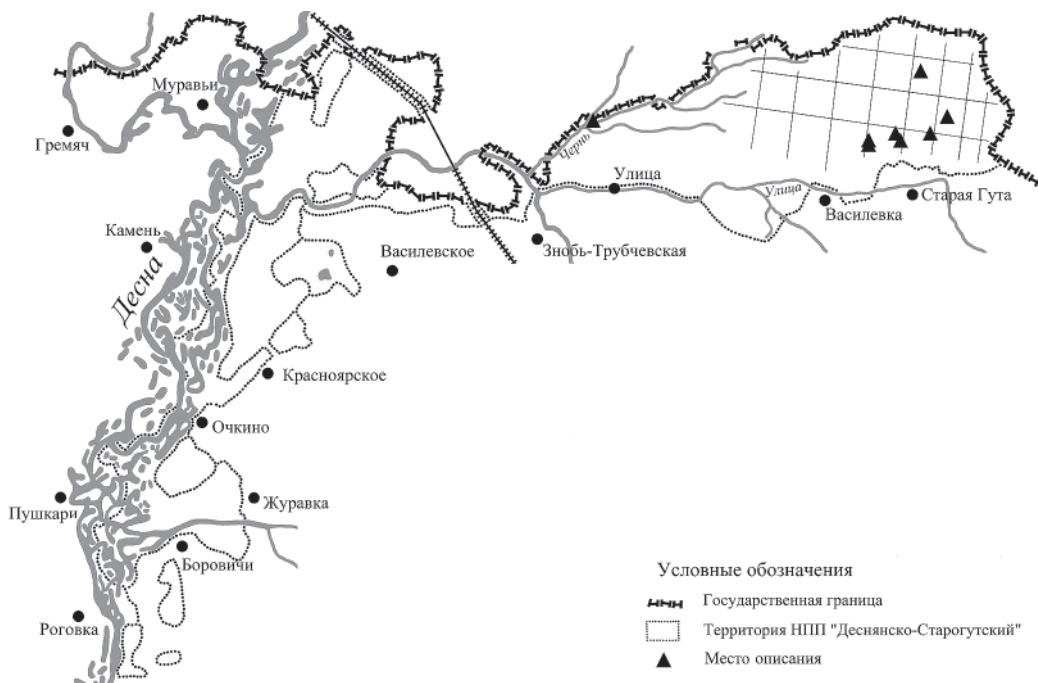 Муравьи
Гремяч
Чернь
Улица
Улица
Старая Гута
Василевка
Камень
Знобь-Трубчевская
Василевское
Десна
Красноярское
Очкино
Журавка
Пушкари
Боровичи
Роговка
Условные обозначения
Государственная граница
Территория НПП "Деснянско-Старогутский"
Место описания